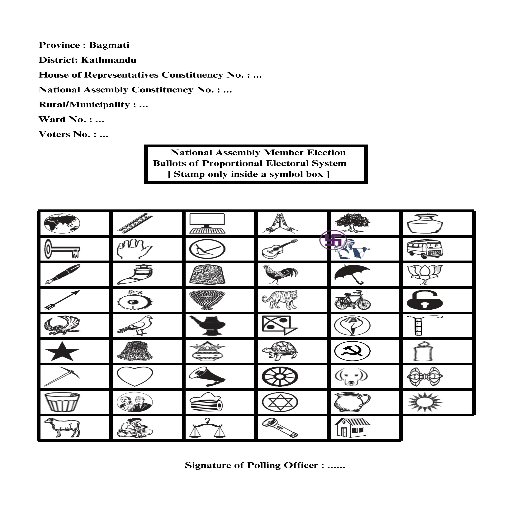 Province : Bagmati
District: Kathmandu
House of Representatives Constituency No. : ...
National Assembly Constituency No. : ...
Rural/Municipality : ...
Ward No. : ...
Voters No. : ...
National Assembly Member Election
Ballots of Proportional Electoral System
[ Stamp only inside a symbol box ]
Signature of Polling Officer : ......